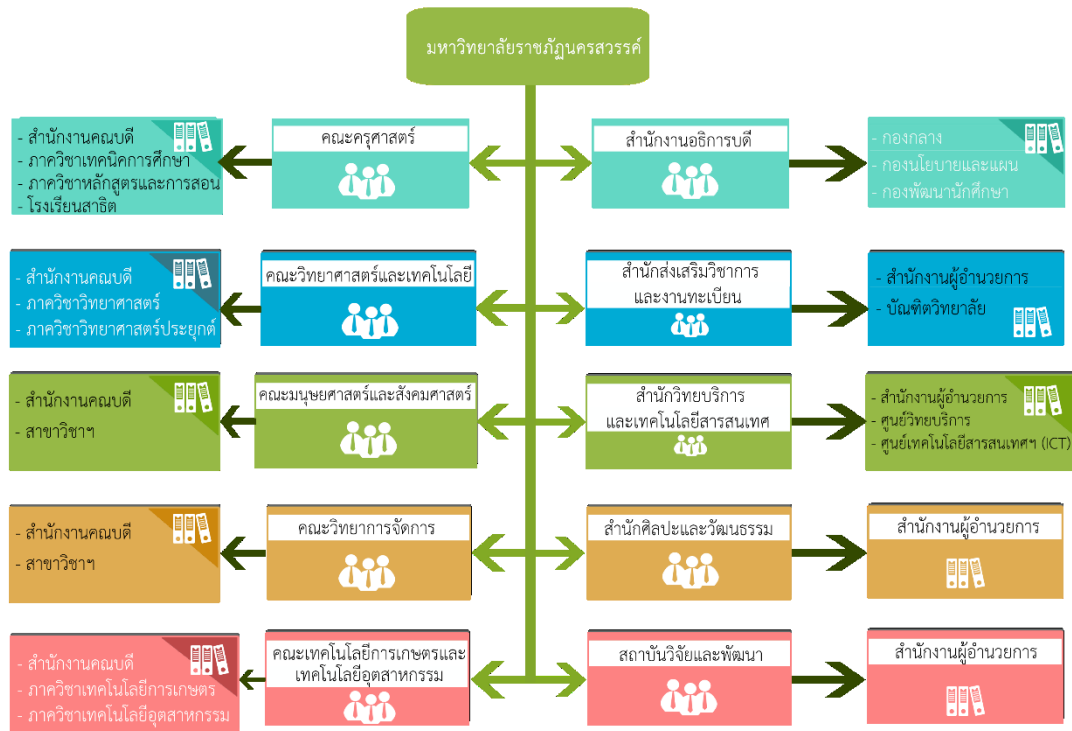 มหาวิทยาลัยราชภัฏนครสวรรค์
- สำนักงานคณบดี
- ภาควิชาเทคนิคการศึกษา
- ภาควิชาหลักสูตรและการสอน
- โรงเรียนสาธิต
คณะครุศาสตร์
สำนักงานอธิการบดี
- กองกลาง
- กองนโยบายและแผน
- กองพัฒนานักศึกษา
- สำนักงานคณบดี
- ภาควิชาวิทยาศาสตร์
- ภาควิชาวิทยาศาสตร์ประยุกต์
คณะวิทยาศาสตร์และเทคโนโลยี
สำนักส่งเสริมวิชาการ
และงานทะเบียน
- สำนักงานผู้อำนวยการ
- บัณฑิตวิทยาลัย
- สำนักงานคณบดี
- สาขาวิชาฯ
คณะมนุษยศาสตร์และสังคมศาสตร์
สำนักวิทยบริการ
และเทคโนโลยีสารสนเทศ
- สำนักงานผู้อำนวยการ
- ศูนย์วิทยบริการ
- ศูนย์เทคโนโลยีสารสนเทศฯ (ICT)
- สำนักงานคณบดี
- สาขาวิชาฯ
คณะวิทยาการจัดการ
สำนักศิลปะและวัฒนธรรม
สำนักงานผู้อำนวยการ
- สำนักงานคณบดี
- ภาควิชาเทคโนโลยีการเกษตร
- ภาควิชาเทคโนโลยีอุตสาหกรรม
คณะเทคโนโลยีการเกษตรและ
เทคโนโลยีอุตสาหกรรม
สถาบันวิจัยและพัฒนา
สำนักงานผู้อำนวยการ